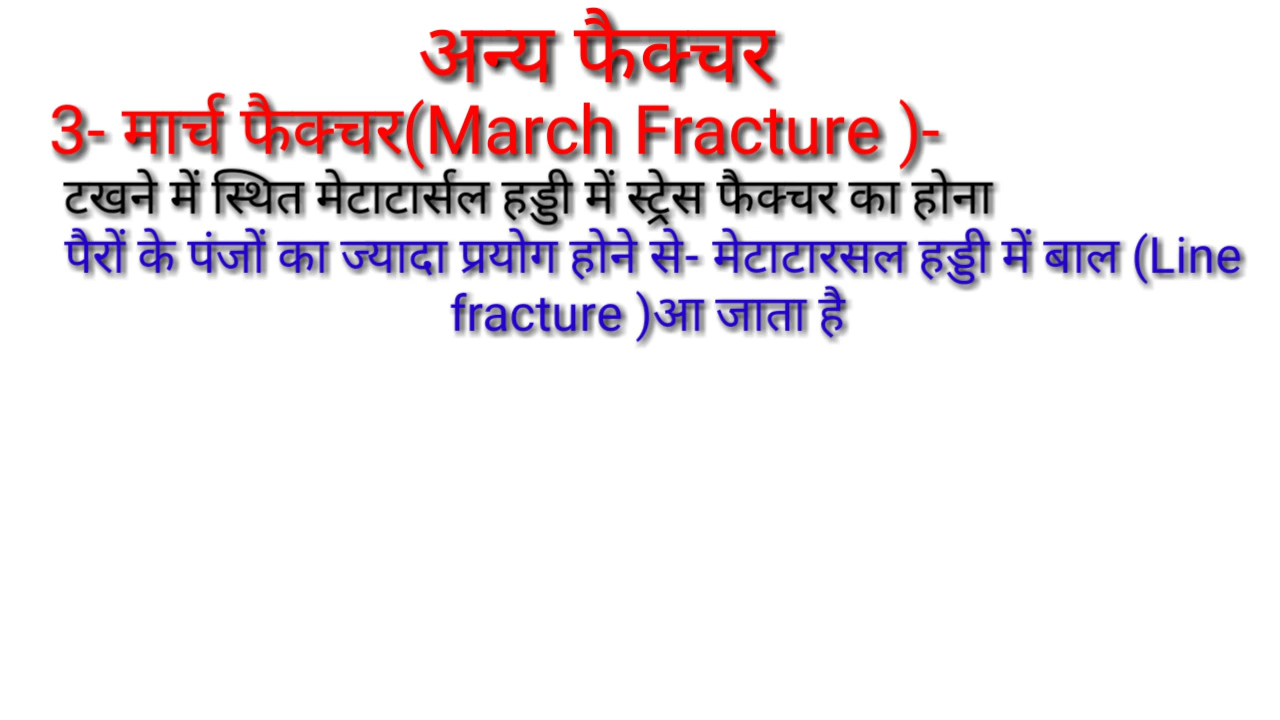 अन्य फैक्चर
3- मार्च फैक्चर(March Fracture )-
टखने में स्थित मेटाटार्सल हड्डी में स्ट्रेस फैक्चर का होना
पैरों के पंजों का ज्यादा प्रयोग होने से- मेटाटारसल हड्डी में बाल (Line
fracture )आ जाता है